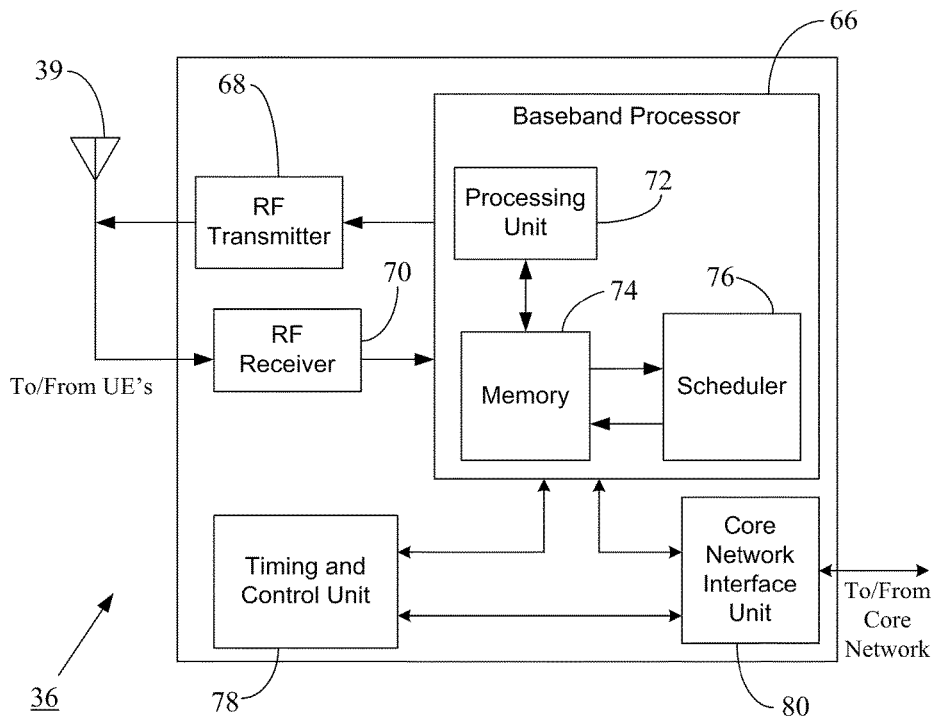 66
39
68
Baseband Processor
RF
Transmitter
Processing
Unit
72
70
74
76
RF
Receiver
Memory
Scheduler
To/From UE's
Timing and
Control Unit
Core
Network
Interface
Unit
To/From
Core
Network
36
78
80